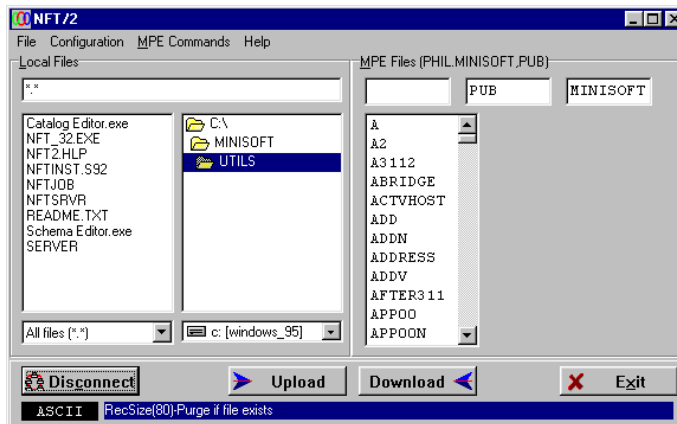 NFT/2
File Configuration MPE Commands Help
Local Files
*.*
Catalog Editor.exe
NFT_32.EXE
NFT2.HLP
NFTINST.S92
NFTJOB
NFTSRVR
README.TXT
Schema Editor.exe
SERVER
All files (*.*)
C:\
MINISOFT
UTILS
c: [windows_95]
MPE Files (PHIL.MINISOFT,PUB)
PUB MINISOFT
A
A2
A3112
ABRIDGE
ACTVHOST
ADD
ADDN
ADDRESS
ADDV
AFTER311
APPOO
APPOON
Disconnect Upload Download Exit
ASCII RecSize(80)-Purge if file exists